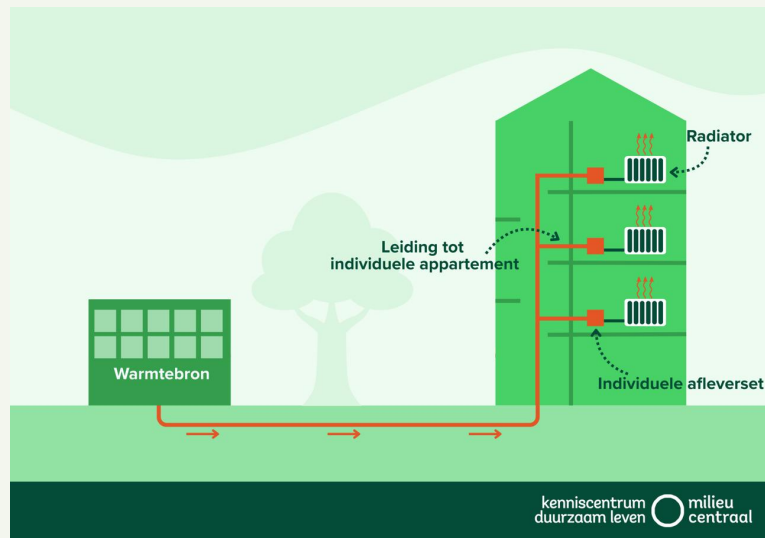 Radiator
Leiding tot
individuele appartement
Warmtebron
Individuele afleverset
kenniscentrum
duurzaam leven
milieu
centraal